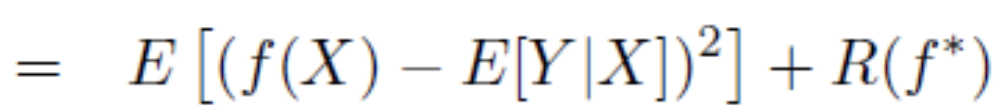 = E [(f(X) − E[Y|X])²] + R(f*)